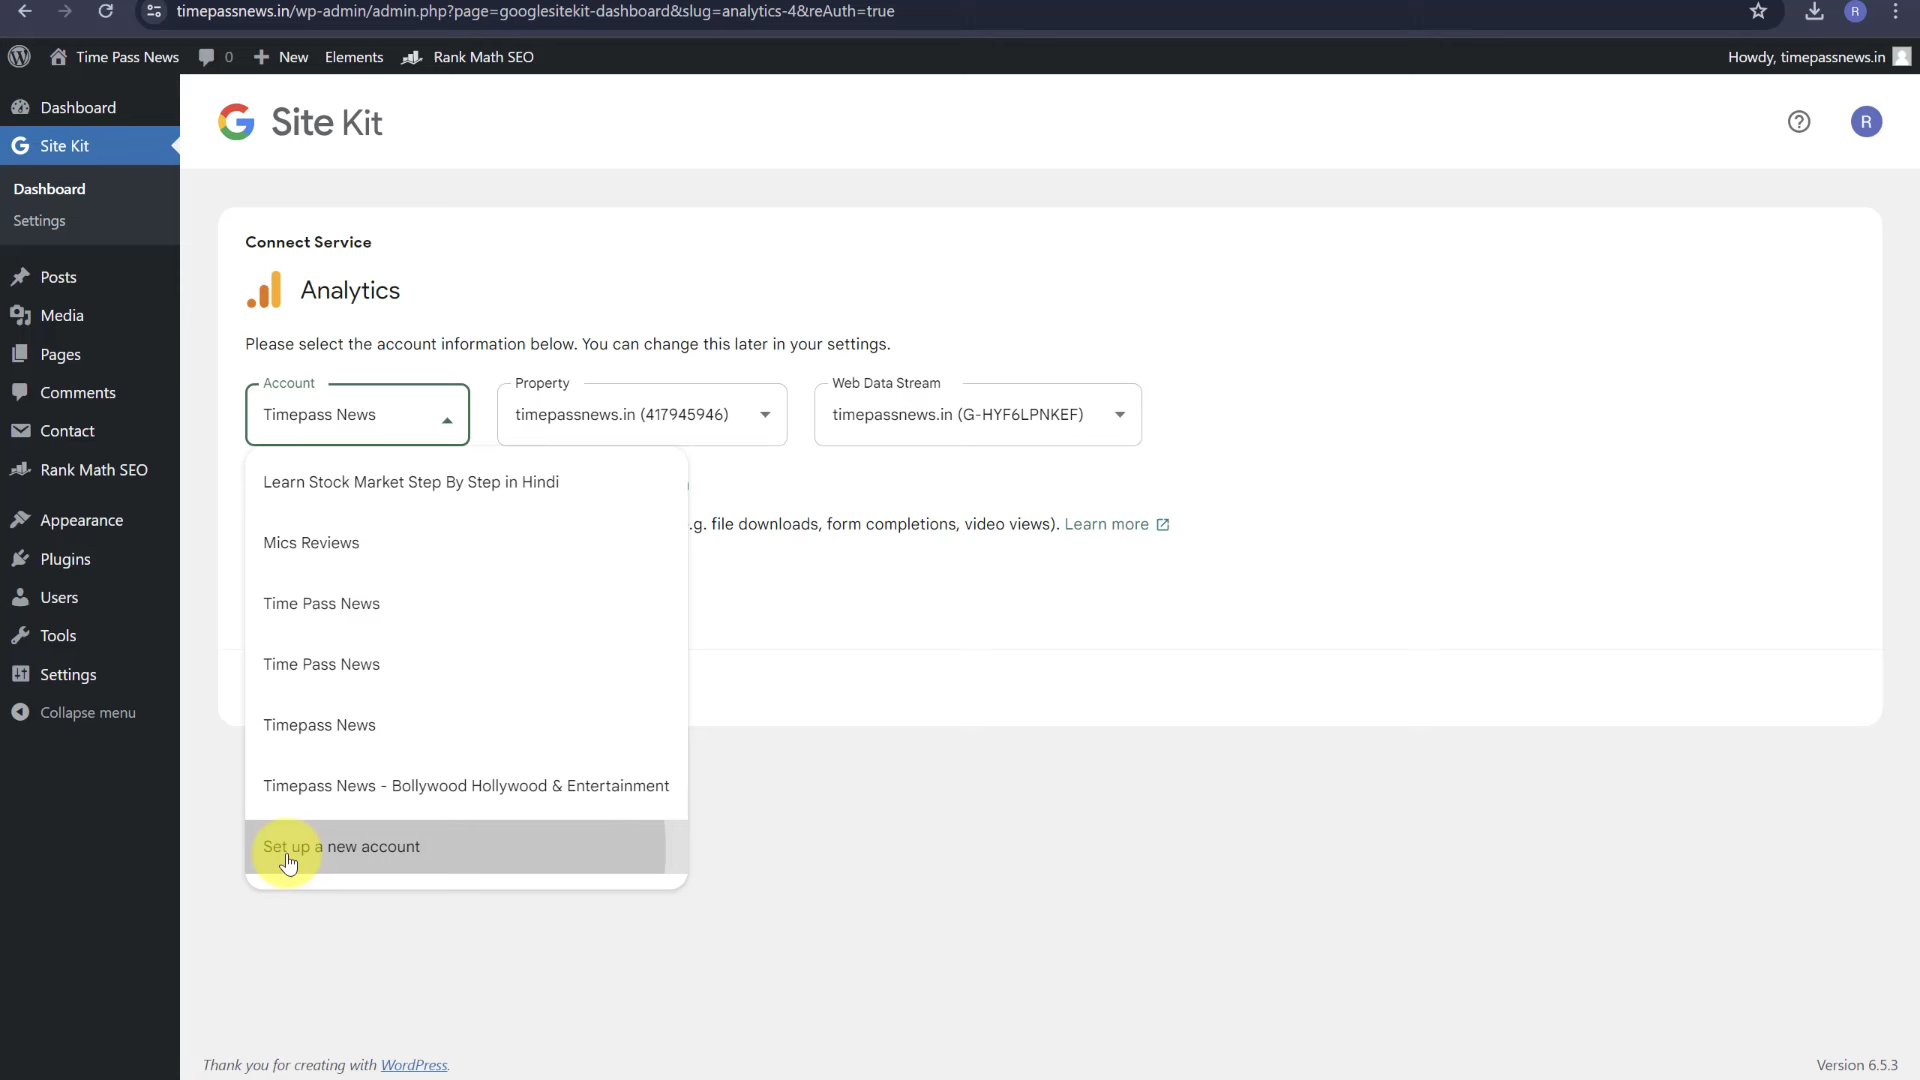 timepassnews.in/wp-admin/admin.php?page=googlesitekit-dashboard&slug=analytics-4&reAuth=true
R
Time Pass News
0
New
Elements
Rank Math SEO
Howdy, timepassnews.in
Dashboard
Site Kit
Dashboard
Settings
Posts
Media
Pages
Comments
Contact
Rank Math SEO
Appearance
Plugins
Users
Tools
Settings
Collapse menu
G Site Kit
R
Connect Service
Analytics
Please select the account information below. You can change this later in your settings.
Account
Timepass News
Property
timepassnews.in (417945946)
Web Data Stream
timepassnews.in (G-HYF6LPNKEF)
Learn Stock Market Step By Step in Hindi
.g. file downloads, form completions, video views). Learn more
Mics Reviews
Time Pass News
Time Pass News
Timepass News
Timepass News - Bollywood Hollywood & Entertainment
Set up a new account
Thank you for creating with WordPress.
Version 6.5.3